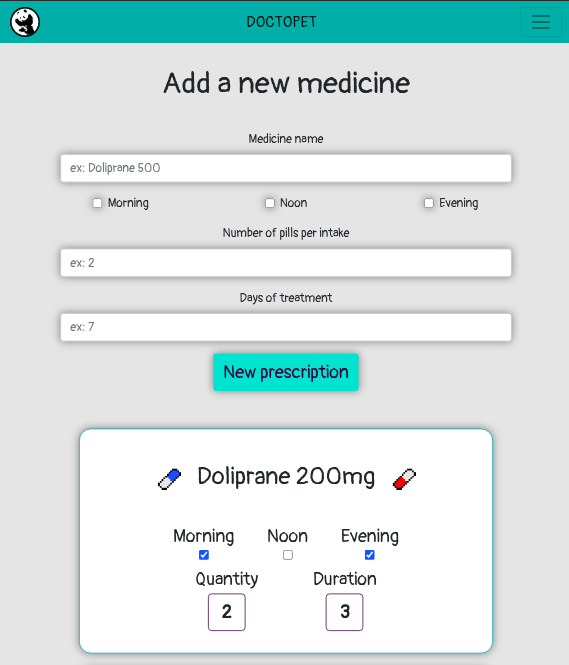 DOCTOPET
Add a new medicine
Medicine name
ex: Doliprane 500
Morning Noon Evening
Number of pills per intake
ex: 2
Days of treatment
ex: 7
New prescription
Doliprane 200mg
Morning Noon Evening
Quantity Duration
2 3